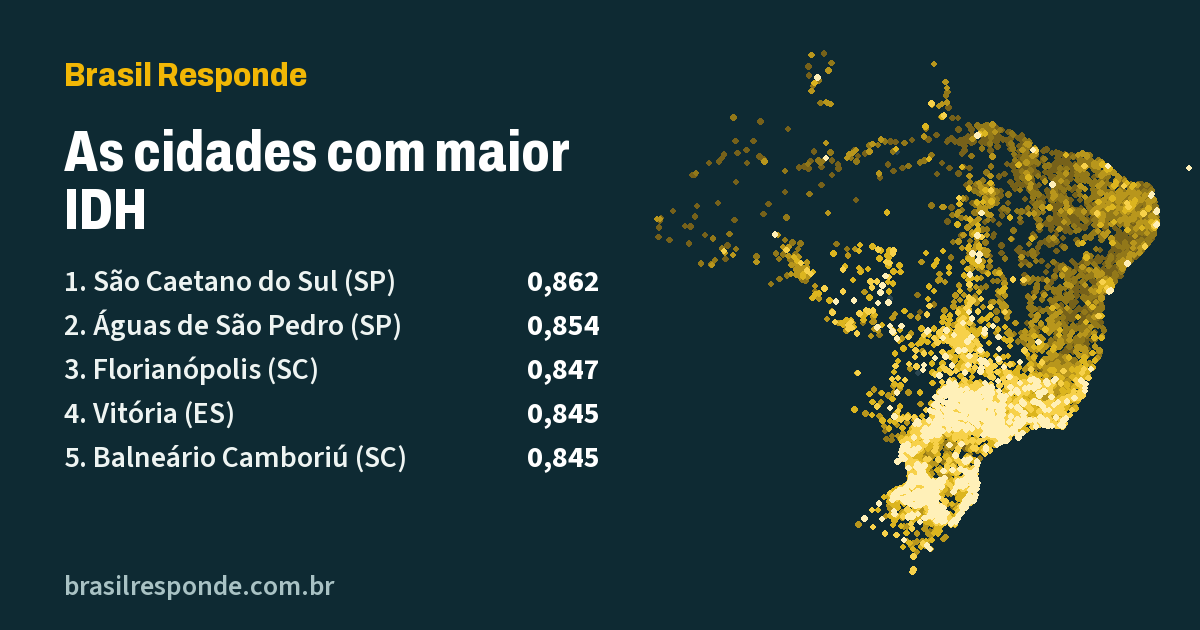 Brasil Responde
As cidades com maior
IDH
1. São Caetano do Sul (SP) 0,862
2. Águas de São Pedro (SP) 0,854
3. Florianópolis (SC) 0,847
4. Vitória (ES) 0,845
5. Balneário Camboriú (SC) 0,845
brasilresponde.com.br